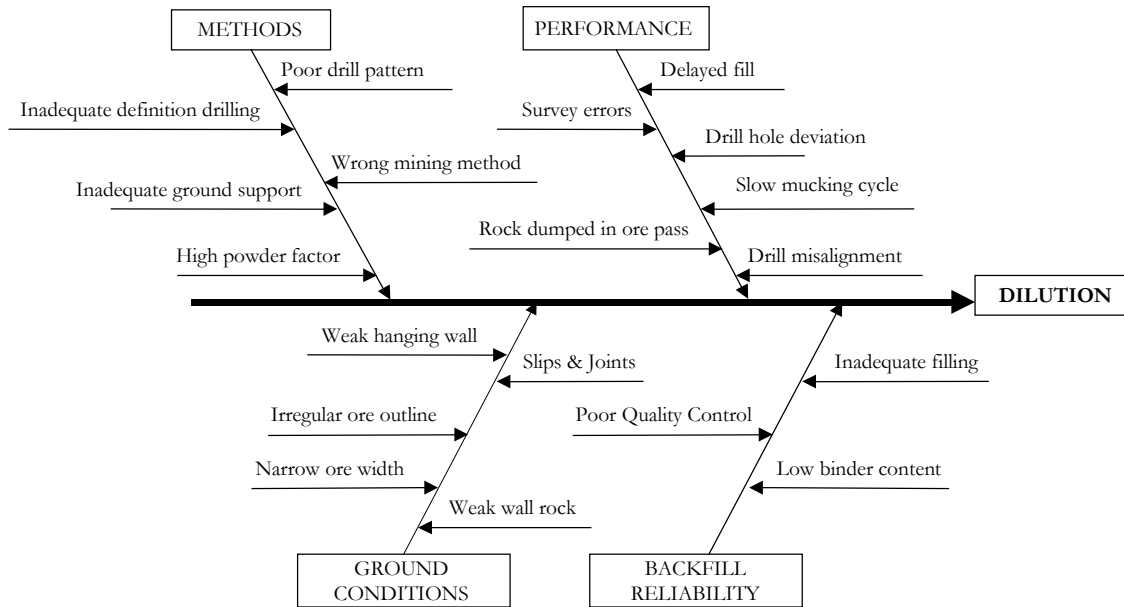 METHODS
PERFORMANCE
Poor drill pattern
Delayed fill
Inadequate definition drilling
Survey errors
Drill hole deviation
Wrong mining method
Inadequate ground support
Slow mucking cycle
Rock dumped in ore pass
High powder factor
Drill misalignment
DILUTION
Weak hanging wall
Slips & Joints
Inadequate filling
Irregular ore outline
Poor Quality Control
Narrow ore width
Low binder content
Weak wall rock
GROUND
CONDITIONS
BACKFILL
RELIABILITY